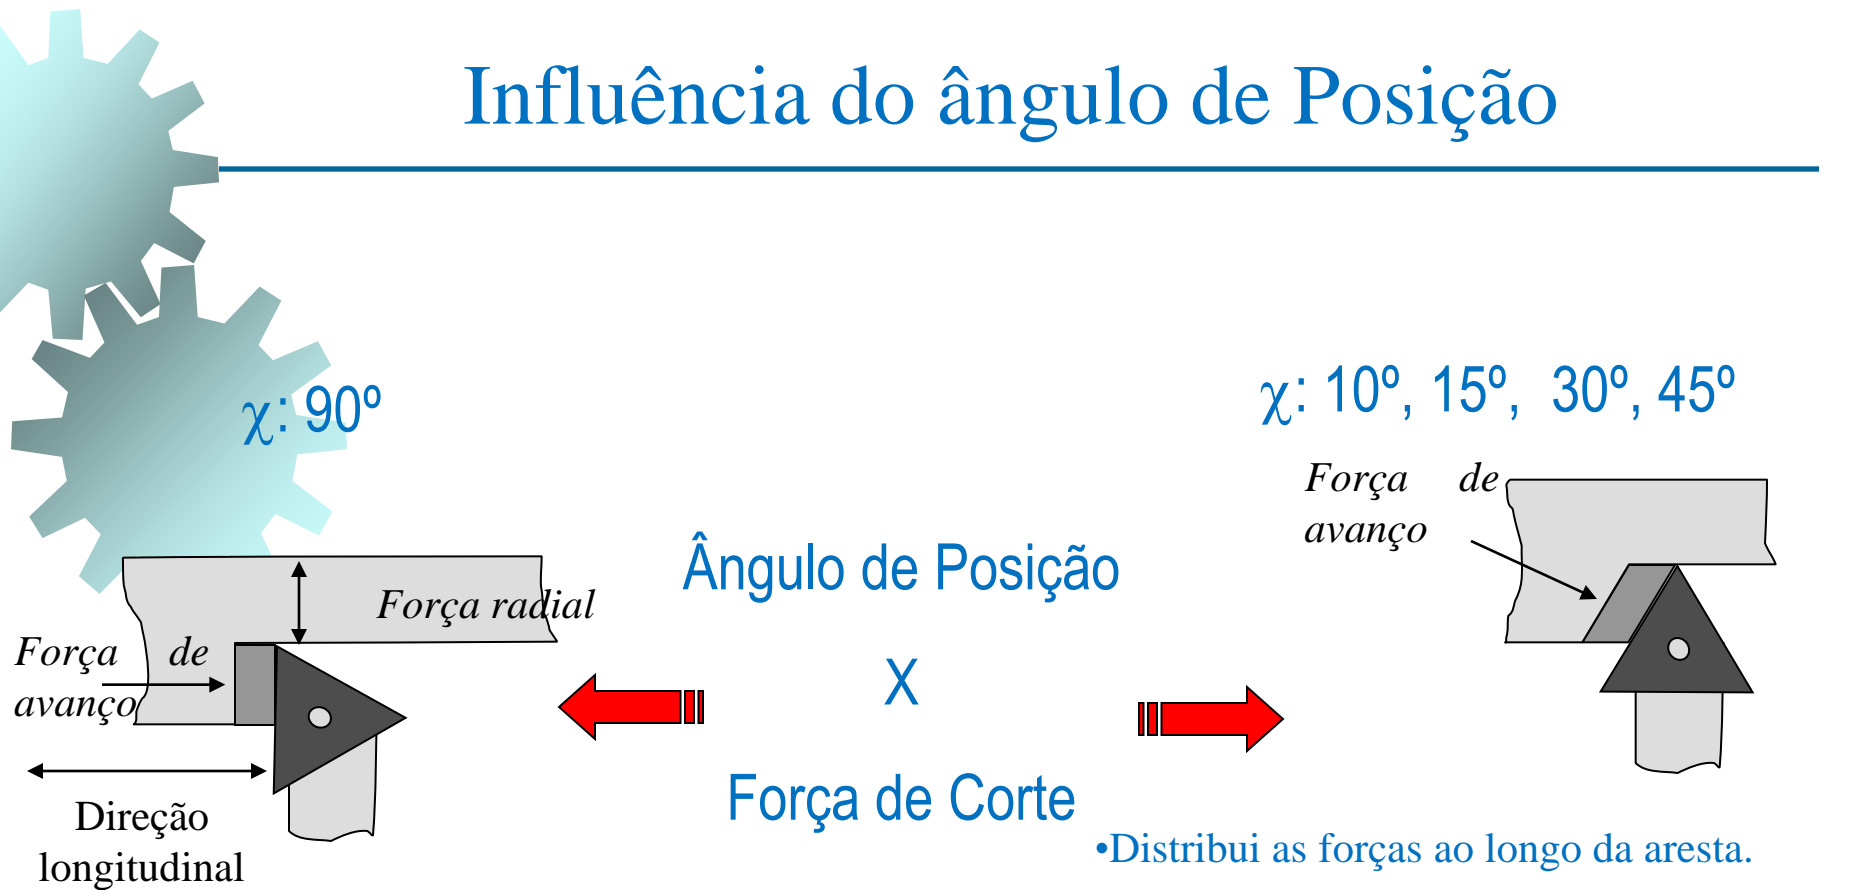 Influência do ângulo de Posição
χ: 90º
χ: 10º, 15º, 30º, 45º
Força de
avanço
Força radial
Força de
avanço
Direção
longitudinal
Ângulo de Posição
X
Força de Corte
•Distribui as forças ao longo da aresta.